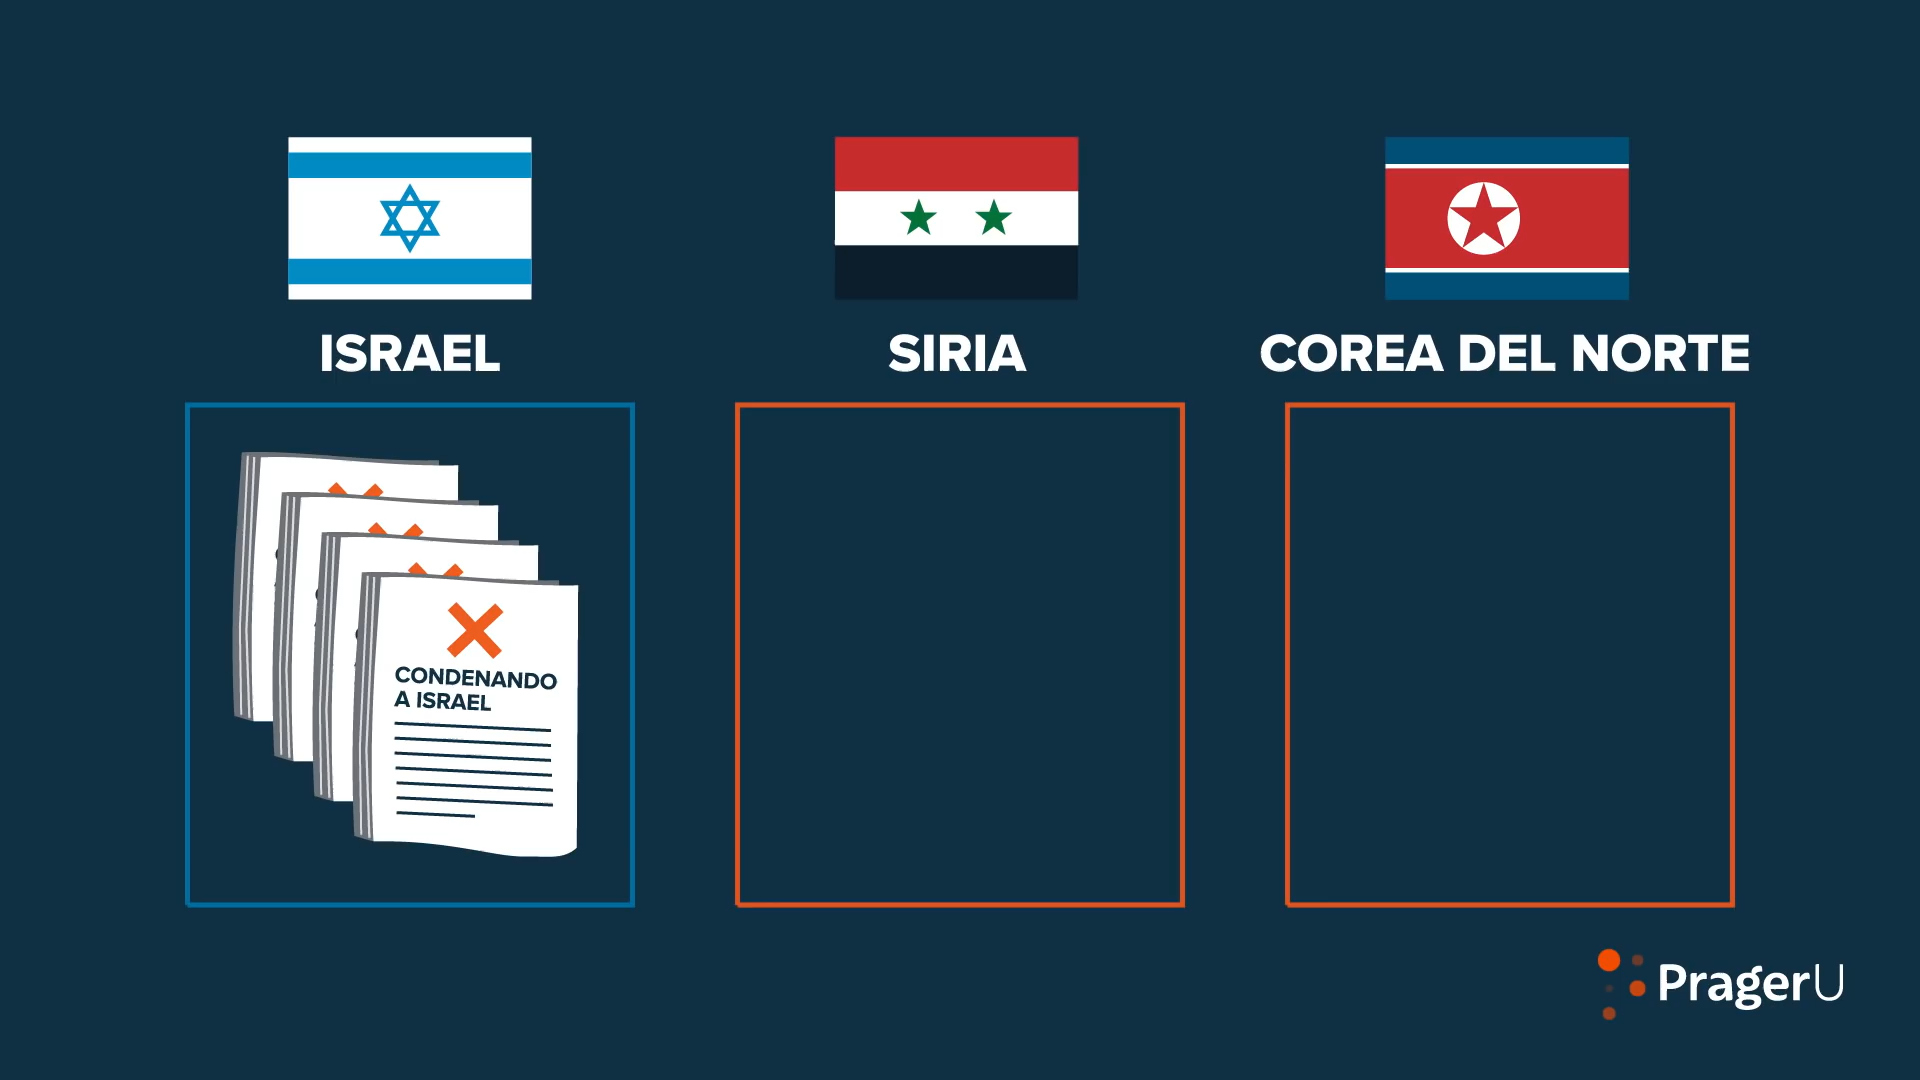 ISRAEL
SIRIA
COREA DEL NORTE
CONDENANDO
A ISRAEL
PragerU